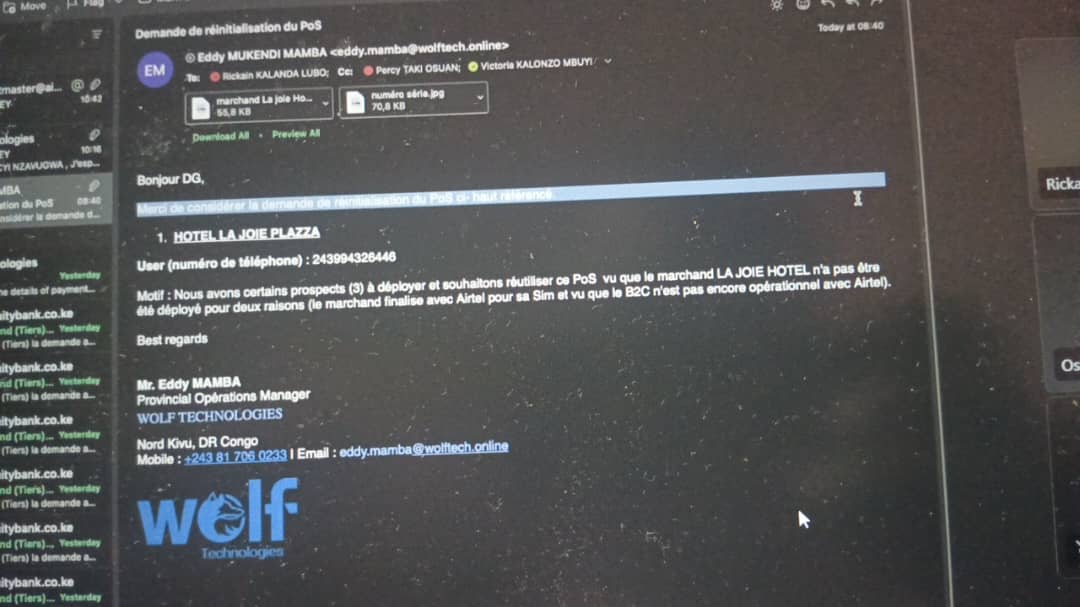 Move
Flag
Demande de réinitialisation du PoS
Today at 08:40
EM
Eddy MUKENDI MAMBA <eddy.mamba@wolftech.online>
To: Rickain KALANDA LUBO; Cc: Percy TAKI OSUAN; Victoria KALONZO MBUYI
marchand La joie Ho...
55,8 KB
numéro série.jpg
70,8 KB
Download All • Preview All
Bonjour DG,
Merci de considérer la demande de réinitialisation du PoS ci- haut référencé.
1. HOTEL LA JOIE PLAZZA
User (numéro de téléphone) : 243994326446
Motif : Nous avons certains prospects (3) à déployer et souhaitons réutiliser ce PoS vu que le marchand LA JOIE HOTEL n'a pas être
été déployé pour deux raisons (le marchand finalise avec Airtel pour sa Sim et vu que le B2C n'est pas encore opérationnel avec Airtel).
Best regards
Mr. Eddy MAMBA
Provincial Opérations Manager
WOLF TECHNOLOGIES
Nord Kivu, DR Congo
Mobile : +243 81 706 0233 I Email : eddy.mamba@wolftech.online
wolf
Technologies
tmaster@al...
EY 10:42
ologies
EY 10:16
CYI NZAVUGWA , J'esp...
MBA
ation du PoS 08:40
nsidérer la demande d...
ologies
Yesterday
he details of payment...
uitybank.co.ke
nd (Tiers)... Yesterday
(Tiers) la demande a...
uitybank.co.ke
nd (Tiers)... Yesterday
(Tiers) la demande a...
uitybank.co.ke
nd (Tiers)... Yesterday
(Tiers) la demande a...
uitybank.co.ke
nd (Tiers)... Yesterday
(Tiers) la demande a...
uitybank.co.ke
nd (Tiers)... Yesterday
(Tiers) la demande a...
uitybank.co.ke
nd (Tiers)... Yesterday
Ricka
Os